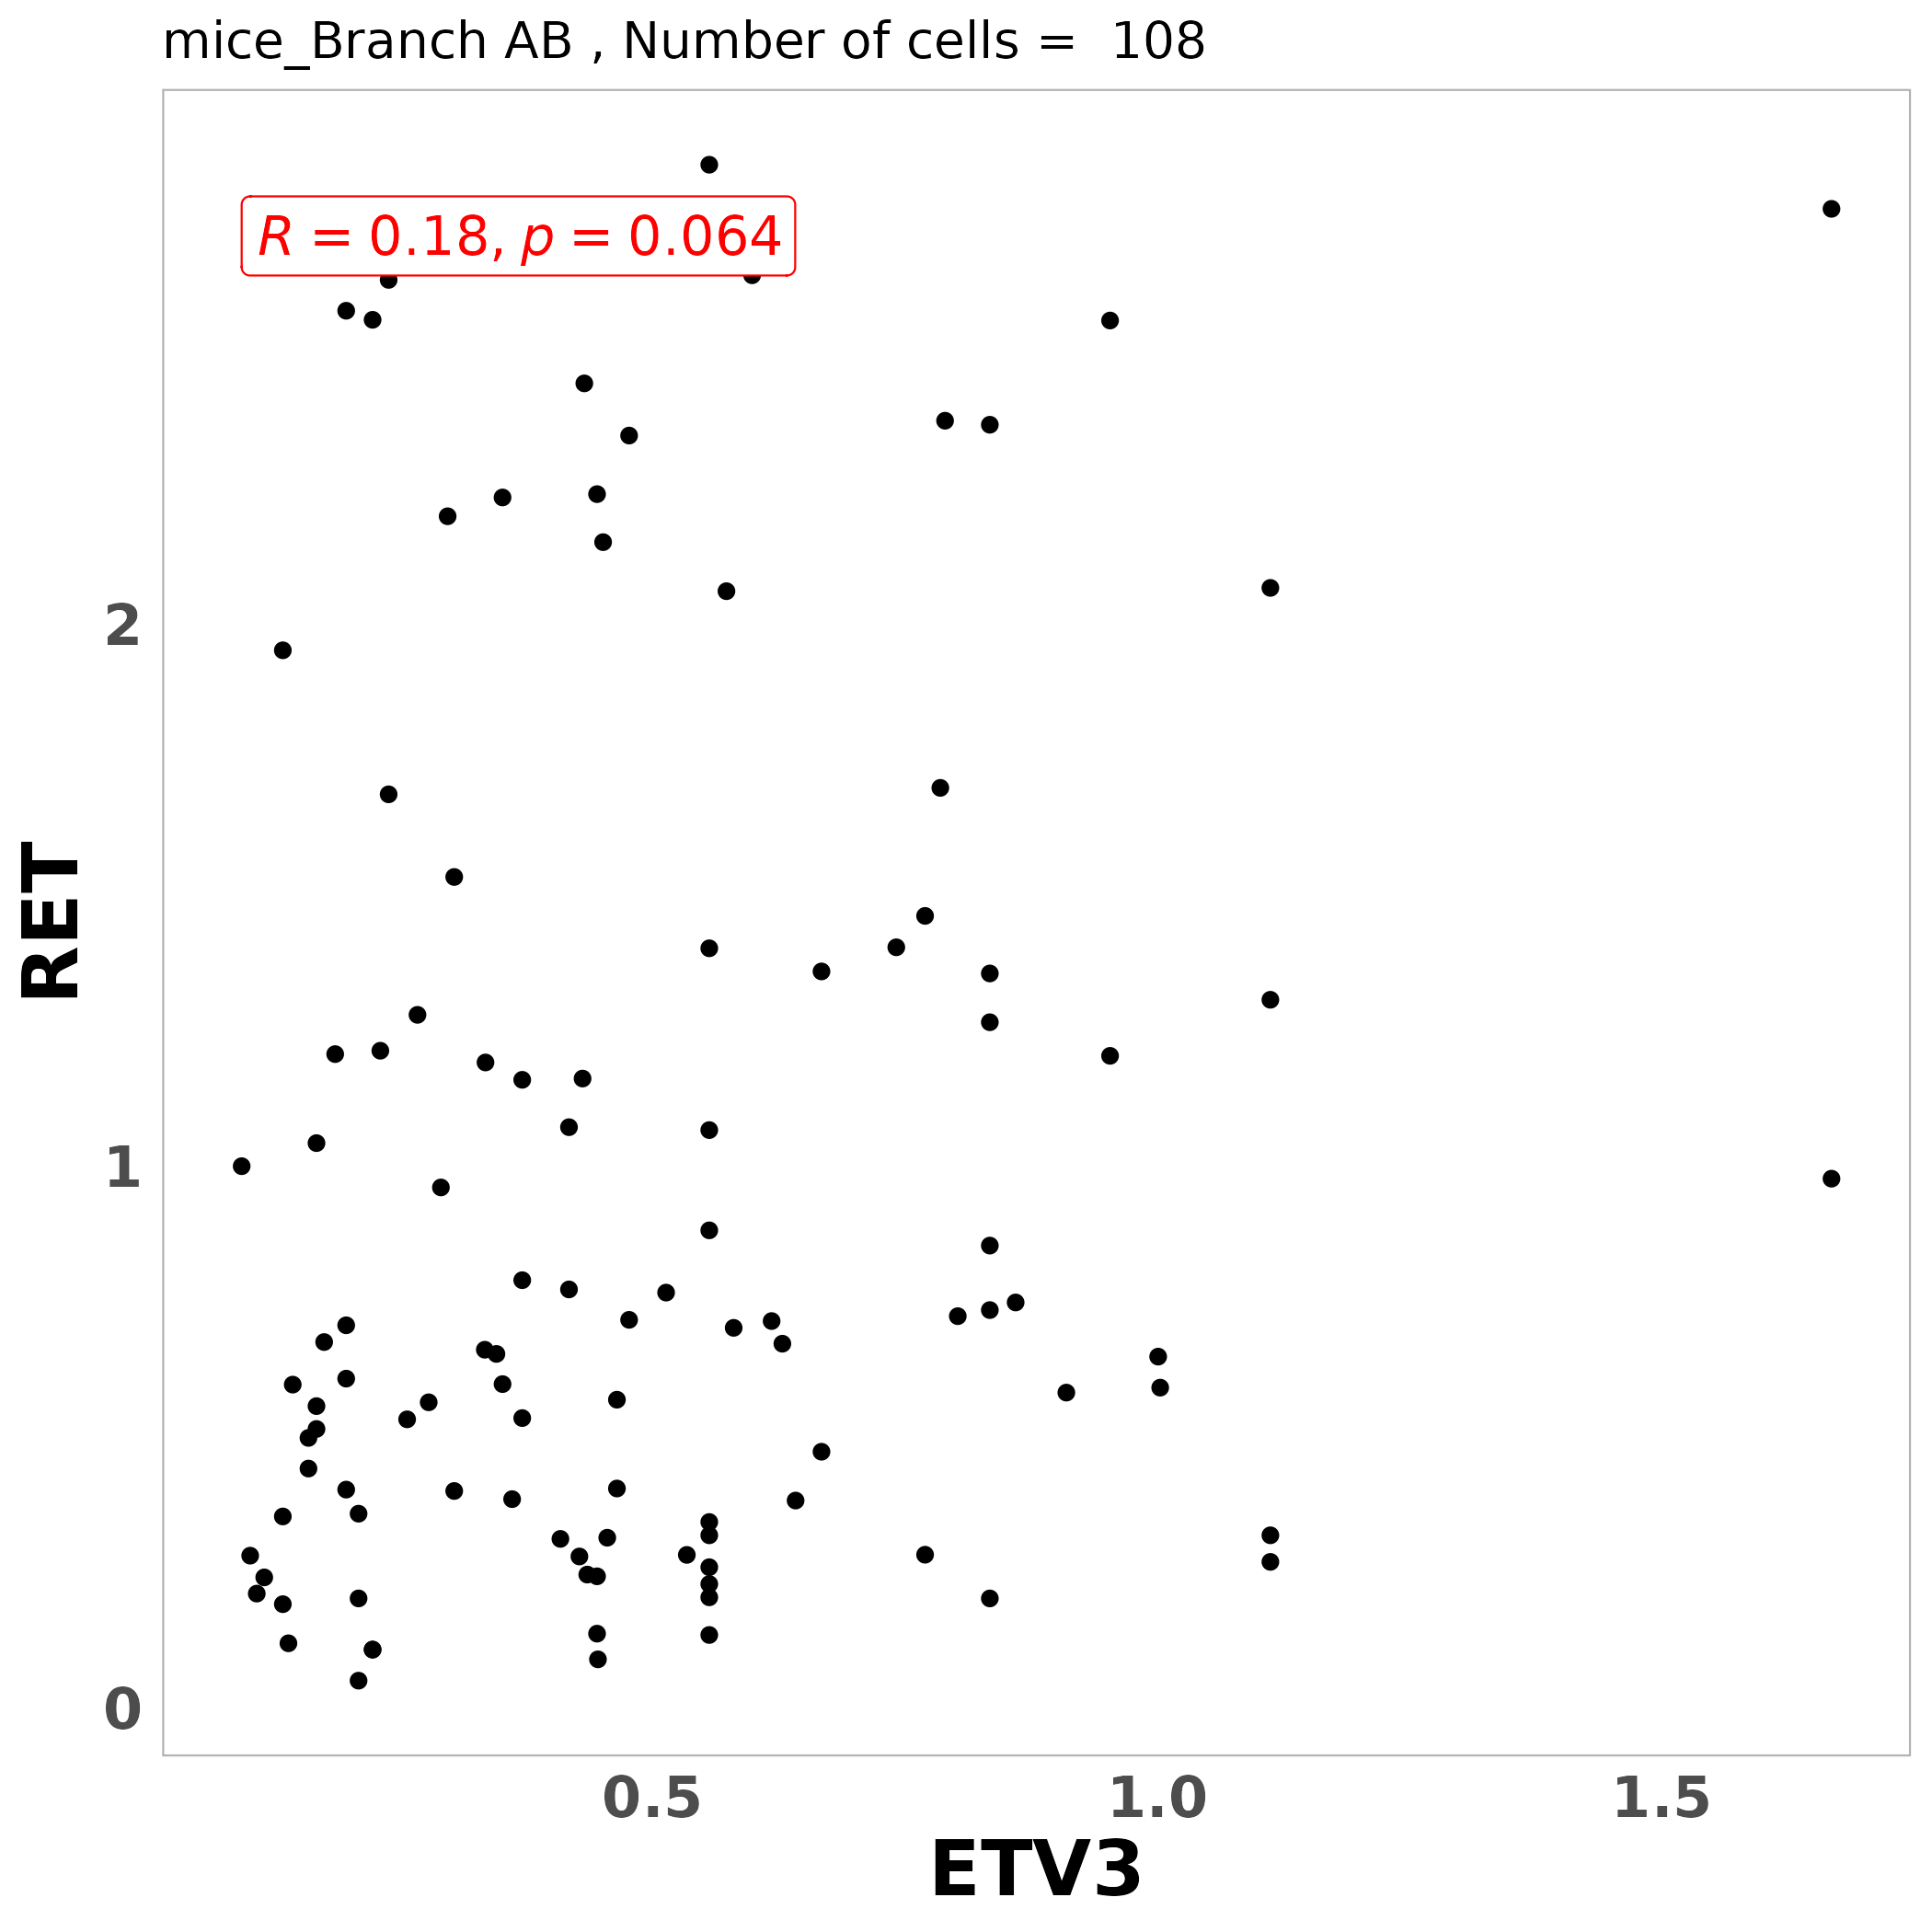 mice_Branch AB , Number of cells =  108
R = 0.18, p = 0.064
2
1
0
RET
0.5 1.0 1.5
ETV3